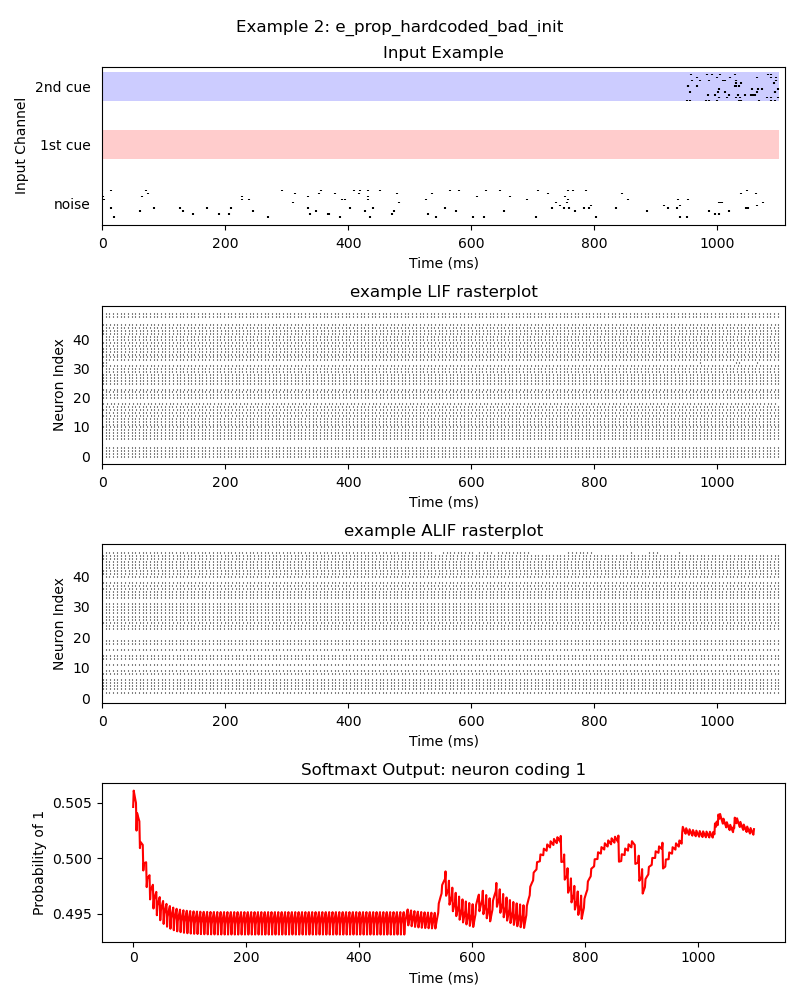 Example 2: e_prop_hardcoded_bad_init
Input Example
Input Channel
2nd cue
1st cue
noise
0 200 400 600 800 1000
Time (ms)
example LIF rasterplot
Neuron Index
40
30
20
10
0
0 200 400 600 800 1000
Time (ms)
example ALIF rasterplot
Neuron Index
40
30
20
10
0
0 200 400 600 800 1000
Time (ms)
Softmaxt Output: neuron coding 1
Probability of 1
0.505
0.500
0.495
0 200 400 600 800 1000
Time (ms)